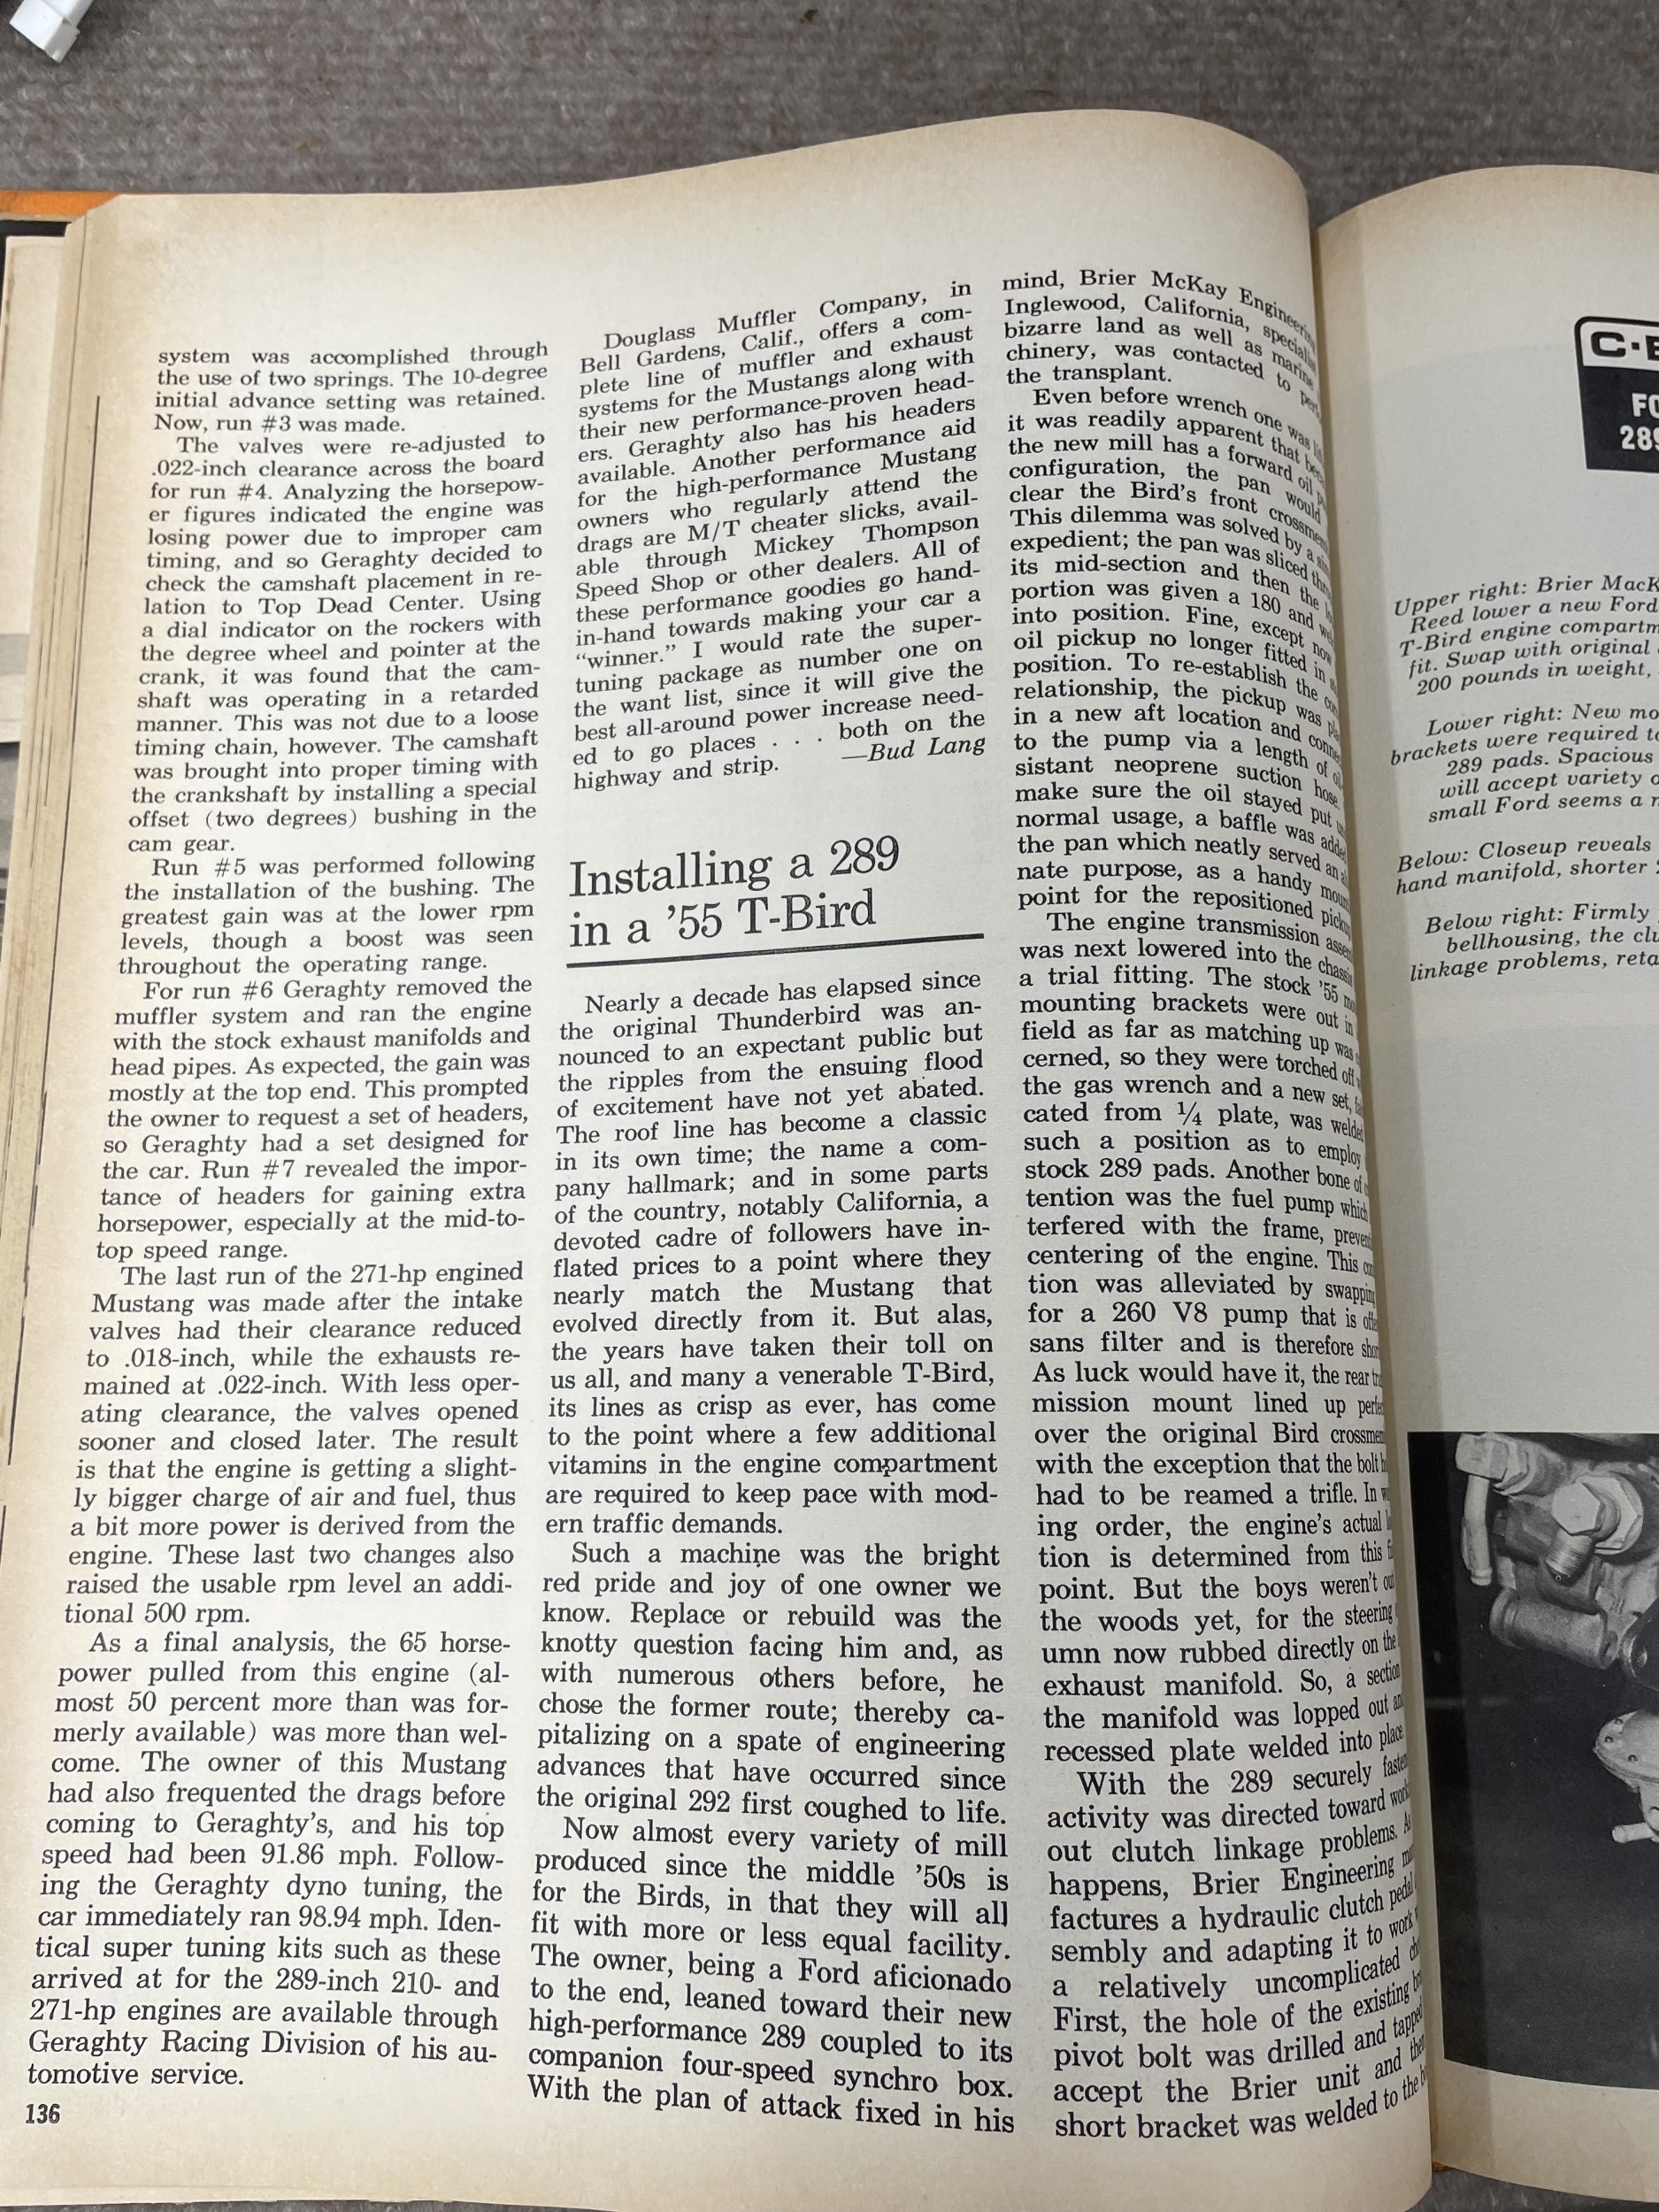 system was accomplished through
the use of two springs. The 10-degree
initial advance setting was retained.
Now, run #3 was made.
The valves were re-adjusted to
.022-inch clearance across the board
for run #4. Analyzing the horsepow-
er figures indicated the engine was
losing power due to improper cam
timing, and so Geraghty decided to
check the camshaft placement in re-
lation to Top Dead Center. Using
a dial indicator on the rockers with
the degree wheel and pointer at the
crank, it was found that the cam-
shaft was operating in a retarded
manner. This was not due to a loose
timing chain, however. The camshaft
was brought into proper timing with
the crankshaft by installing a special
offset (two degrees) bushing in the
cam gear.
Run #5 was performed following
the installation of the bushing. The
greatest gain was at the lower rpm
levels, though a boost was seen
throughout the operating range.
For run #6 Geraghty removed the
muffler system and ran the engine
with the stock exhaust manifolds and
head pipes. As expected, the gain was
mostly at the top end. This prompted
the owner to request a set of headers,
so Geraghty had a set designed for
the car. Run #7 revealed the impor-
tance of headers for gaining extra
horsepower, especially at the mid-to-
top speed range.
The last run of the 271-hp engined
Mustang was made after the intake
valves had their clearance reduced
to .018-inch, while the exhausts re-
mained at .022-inch. With less oper-
ating clearance, the valves opened
sooner and closed later. The result
is that the engine is getting a slight-
ly bigger charge of air and fuel, thus
a bit more power is derived from the
engine. These last two changes also
raised the usable rpm level an addi-
tional 500 rpm.
As a final analysis, the 65 horse-
power pulled from this engine (al-
most 50 percent more than was for-
merly available) was more than wel-
come. The owner of this Mustang
had also frequented the drags before
coming to Geraghty's, and his top
speed had been 91.86 mph. Follow-
ing the Geraghty dyno tuning, the
car immediately ran 98.94 mph. Iden-
tical super tuning kits such as these
arrived at for the 289-inch 210- and
271-hp engines are available through
Geraghty Racing Division of his au-
tomotive service.
136
Douglass Muffler Company, in
Bell Gardens, Calif., offers a com-
plete line of muffler and exhaust
systems for the Mustangs along with
their new performance-proven head-
ers. Geraghty also has his headers
available. Another performance aid
for the high-performance Mustang
owners who regularly attend the
drags are M/T cheater slicks, avail-
able through Mickey Thompson
Speed Shop or other dealers. All of
these performance goodies go hand-
in-hand towards making your car a
"winner." I would rate the super-
tuning package as number one on
the want list, since it will give the
best all-around power increase need-
ed to go places . . . both on the
highway and strip. —Bud Lang
Installing a 289
in a '55 T-Bird
Nearly a decade has elapsed since
the original Thunderbird was an-
nounced to an expectant public but
the ripples from the ensuing flood
of excitement have not yet abated.
The roof line has become a classic
in its own time; the name a com-
pany hallmark; and in some parts
of the country, notably California, a
devoted cadre of followers have in-
flated prices to a point where they
nearly match the Mustang that
evolved directly from it. But alas,
the years have taken their toll on
us all, and many a venerable T-Bird,
its lines as crisp as ever, has come
to the point where a few additional
vitamins in the engine compartment
are required to keep pace with mod-
ern traffic demands.
Such a machine was the bright
red pride and joy of one owner we
know. Replace or rebuild was the
knotty question facing him and, as
with numerous others before, he
chose the former route; thereby ca-
pitalizing on a spate of engineering
advances that have occurred since
the original 292 first coughed to life.
Now almost every variety of mill
produced since the middle '50s is
for the Birds, in that they will all
fit with more or less equal facility.
The owner, being a Ford aficionado
to the end, leaned toward their new
high-performance 289 coupled to its
companion four-speed synchro box.
With the plan of attack fixed in his
mind, Brier McKay
Inglewood, California,
bizarre land as well as marine
chinery, was contacted to
the transplant.
Even before wrench one was
it was readily apparent that
the new mill has a forward oil
configuration, the pan would
clear the Bird's front
This dilemma was solved by a
expedient; the pan was sliced
its mid-section and then the
portion was given a 180 and
into position. Fine, except now
oil pickup no longer fitted in
position. To re-establish the
relationship, the pickup was
in a new aft location and
to the pump via a length of
sistant neoprene suction hose.
make sure the oil stayed put
normal usage, a baffle was added
the pan which neatly served an
nate purpose, as a handy
point for the repositioned
The engine transmission
was next lowered into the chassis
a trial fitting. The stock '55
mounting brackets were out in
field as far as matching up was
cerned, so they were torched off
the gas wrench and a new set,
cated from ¼ plate, was welded
such a position as to employ
stock 289 pads. Another bone of
tention was the fuel pump which
terfered with the frame,
centering of the engine. This
tion was alleviated by swapping
for a 260 V8 pump that is
sans filter and is therefore
As luck would have it, the rear
mission mount lined up
over the original Bird
with the exception that the bolt
had to be reamed a trifle. In
ing order, the engine's actual
tion is determined from this
point. But the boys weren't
the woods yet, for the steering
umn now rubbed directly on the
exhaust manifold. So, a section
the manifold was lopped out
recessed plate welded into place
With the 289 securely
activity was directed toward
out clutch linkage problems.
happens, Brier Engineering
factures a hydraulic clutch pedal
sembly and adapting it to work
a relatively uncomplicated
First, the hole of the existing
pivot bolt was drilled and tapped
accept the Brier unit and
short bracket was welded to the
289
Upper right: Brier
Reed lower a new Ford
T-Bird engine
fit. Swap with original
200 pounds in weight,
Lower right: New
brackets were required
289 pads. Spacious
will accept variety
small Ford seems a
Below: Closeup reveals
hand manifold, shorter
Below right: Firmly
bellhousing, the
linkage problems,